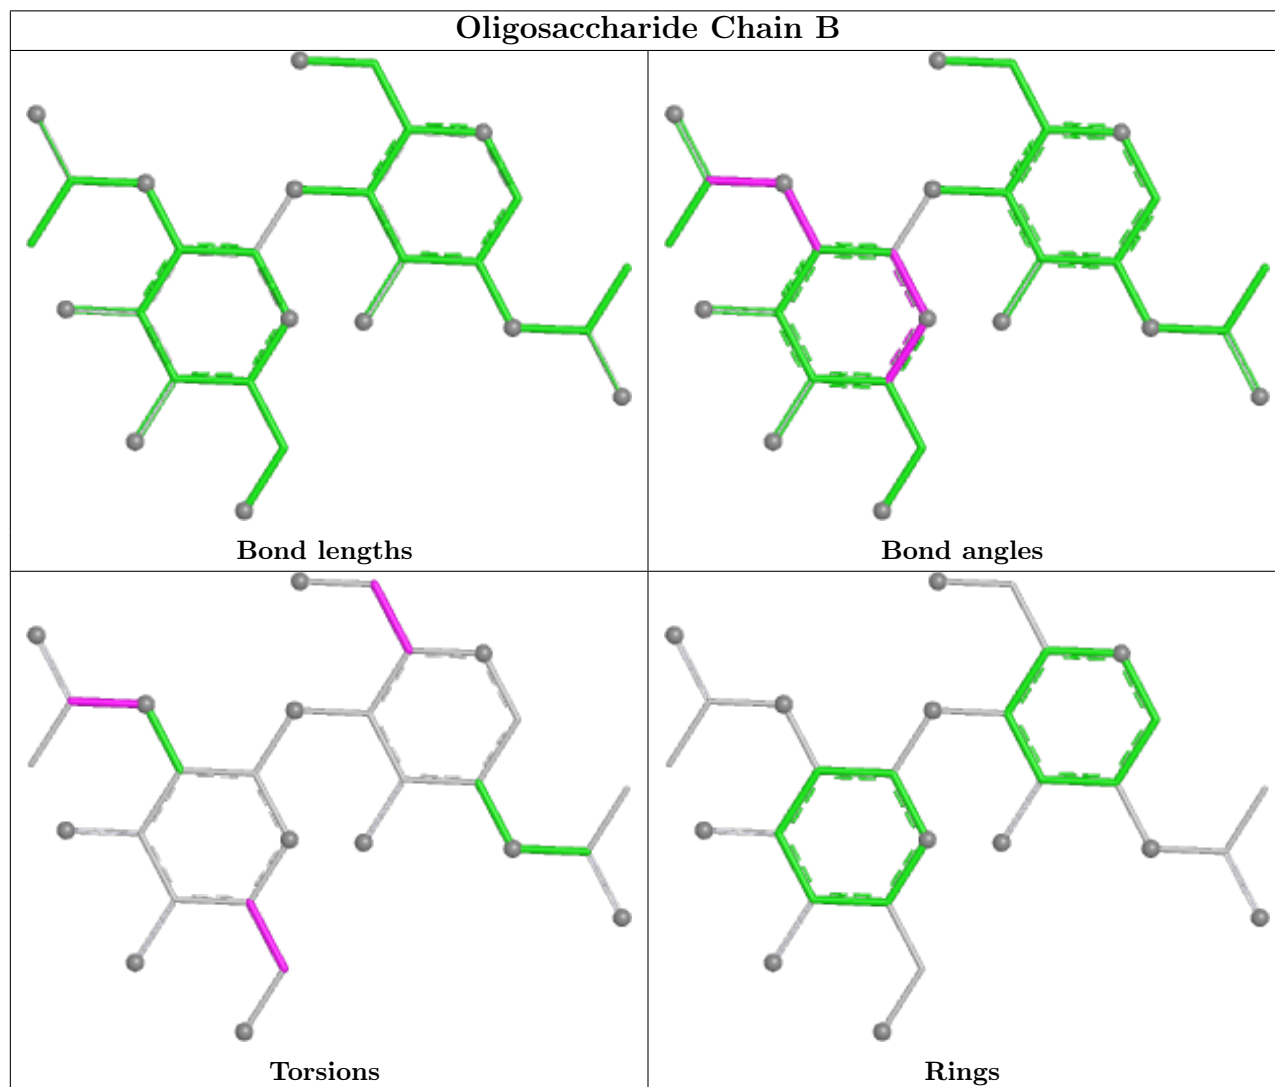 Oligosaccharide Chain B
Bond lengths
Bond angles
Torsions
Rings